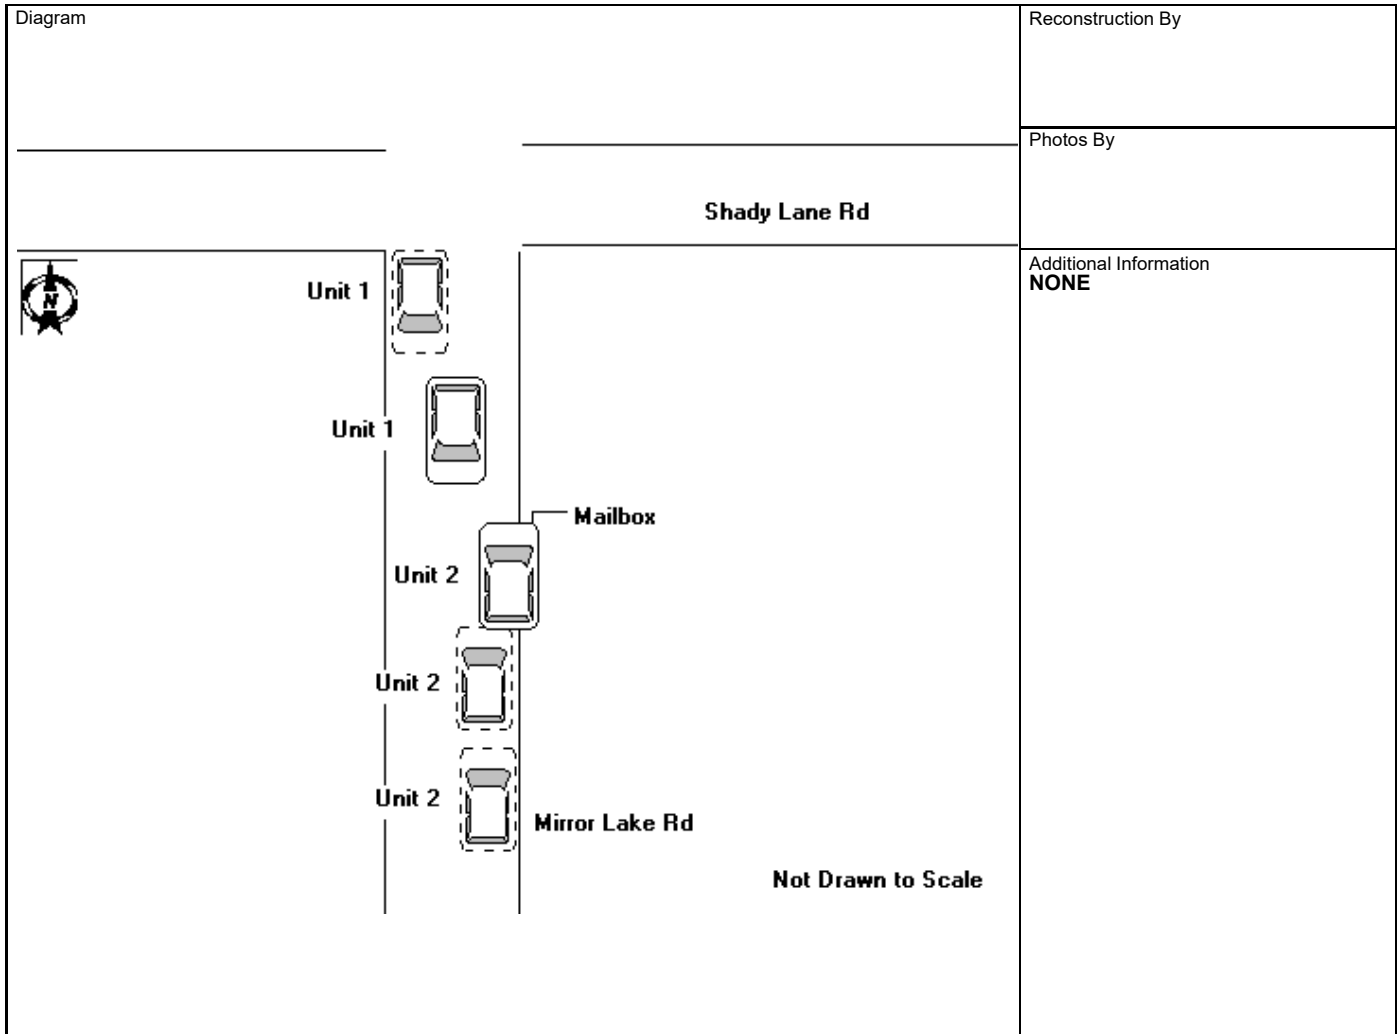 Diagram
Reconstruction By
Photos By
Shady Lane Rd
Additional Information
NONE
N
Unit 1
Unit 1
Mailbox
Unit 2
Unit 2
Unit 2
Mirror Lake Rd
Not Drawn to Scale